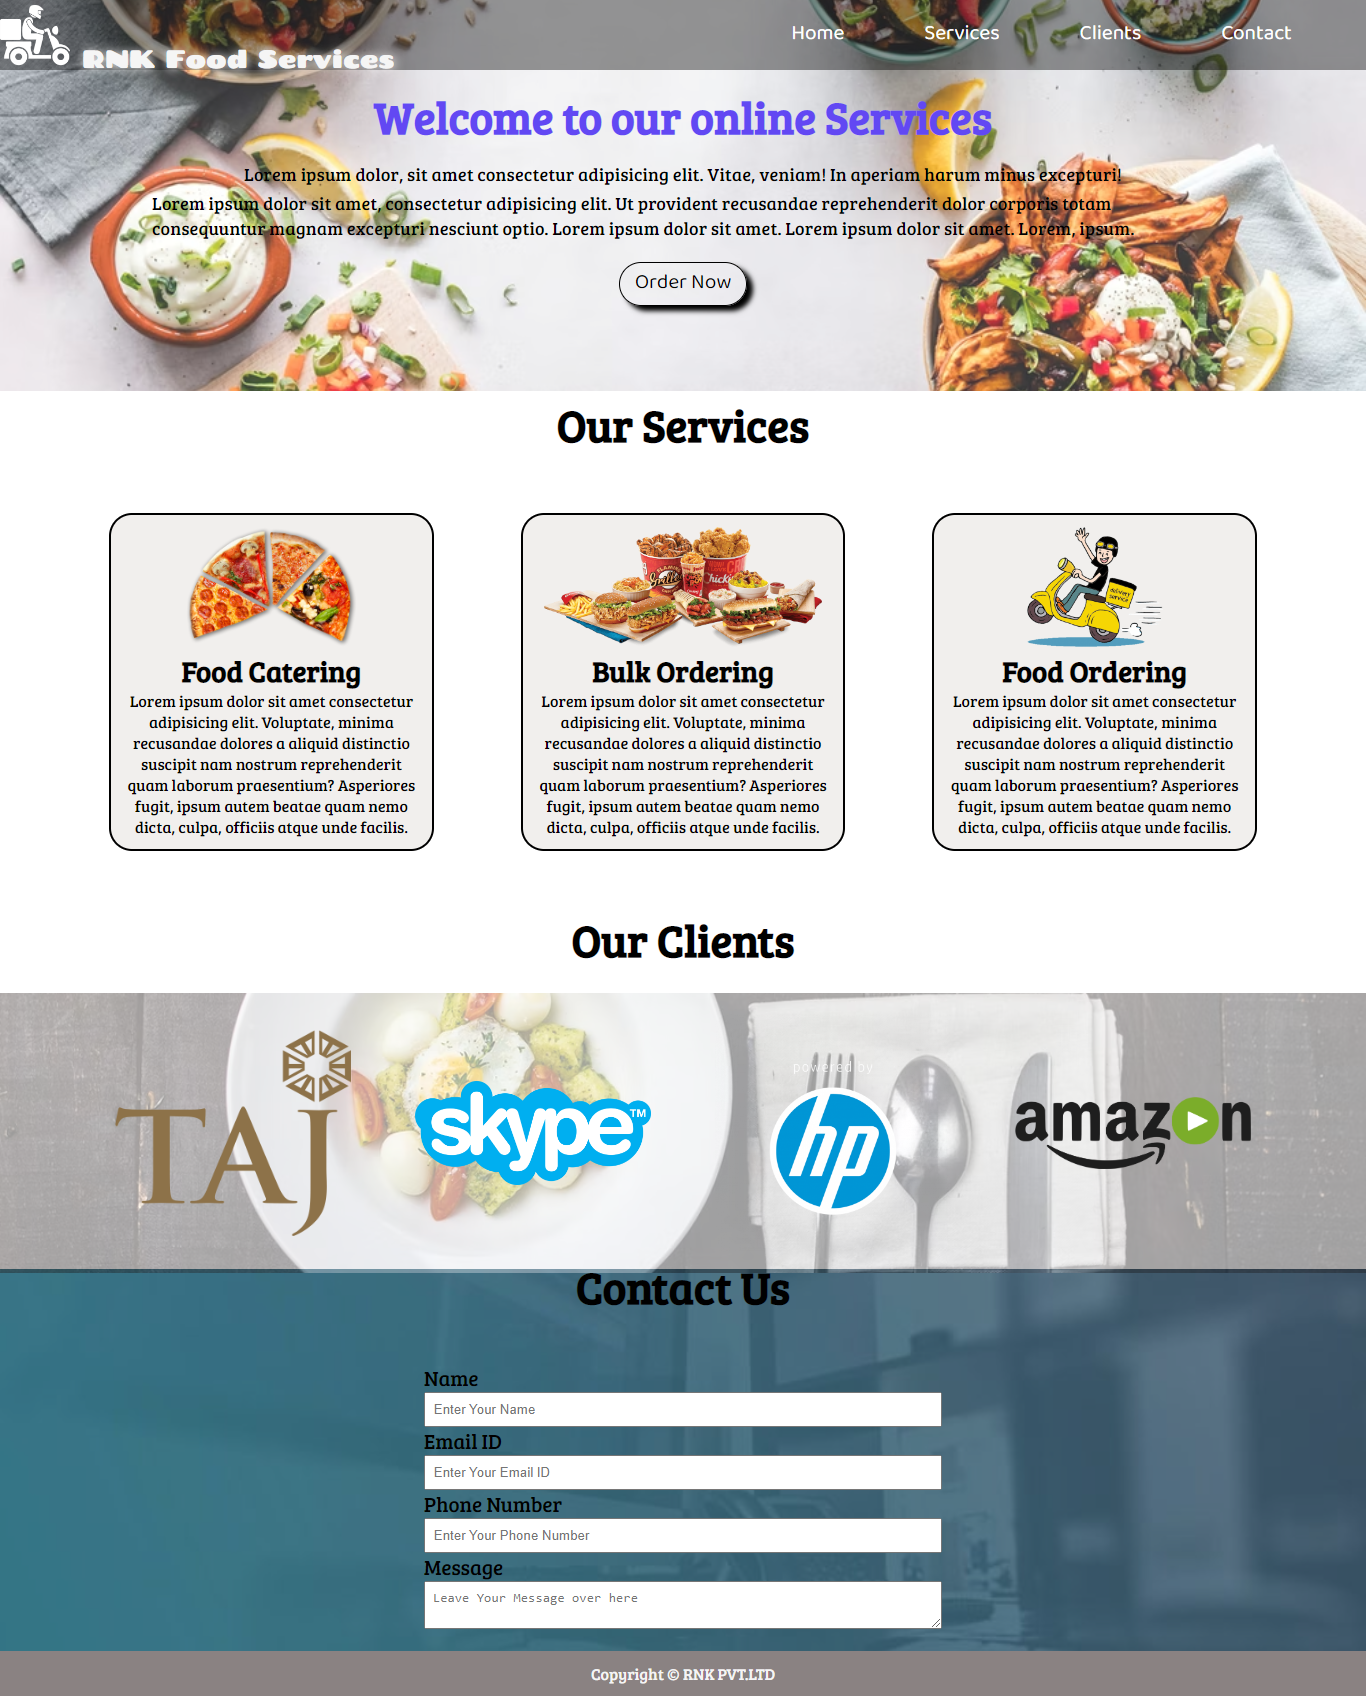 RNK Food Services
Home Services Clients Contact
Welcome to our online Services
Lorem ipsum dolor, sit amet consectetur adipisicing elit. Vitae, veniam! In aperiam harum minus excepturi!
Lorem ipsum dolor sit amet, consectetur adipisicing elit. Ut provident recusandae reprehenderit dolor corporis totam
consequuntur magnam excepturi nesciunt optio. Lorem ipsum dolor sit amet. Lorem ipsum dolor sit amet. Lorem, ipsum.
Order Now
Our Services
Food Catering
Lorem ipsum dolor sit amet consectetur
adipisicing elit. Voluptate, minima
recusandae dolores a aliquid distinctio
suscipit nam nostrum reprehenderit
quam laborum praesentium? Asperiores
fugit, ipsum autem beatae quam nemo
dicta, culpa, officiis atque unde facilis.
Bulk Ordering
Lorem ipsum dolor sit amet consectetur
adipisicing elit. Voluptate, minima
recusandae dolores a aliquid distinctio
suscipit nam nostrum reprehenderit
quam laborum praesentium? Asperiores
fugit, ipsum autem beatae quam nemo
dicta, culpa, officiis atque unde facilis.
delivery
service
Food Ordering
Lorem ipsum dolor sit amet consectetur
adipisicing elit. Voluptate, minima
recusandae dolores a aliquid distinctio
suscipit nam nostrum reprehenderit
quam laborum praesentium? Asperiores
fugit, ipsum autem beatae quam nemo
dicta, culpa, officiis atque unde facilis.
Our Clients
TAJ
skype™
powered by
hp
amazon
Contact Us
Name
Enter Your Name
Email ID
Enter Your Email ID
Phone Number
Enter Your Phone Number
Message
Leave Your Message over here
Copyright © RNK PVT.LTD